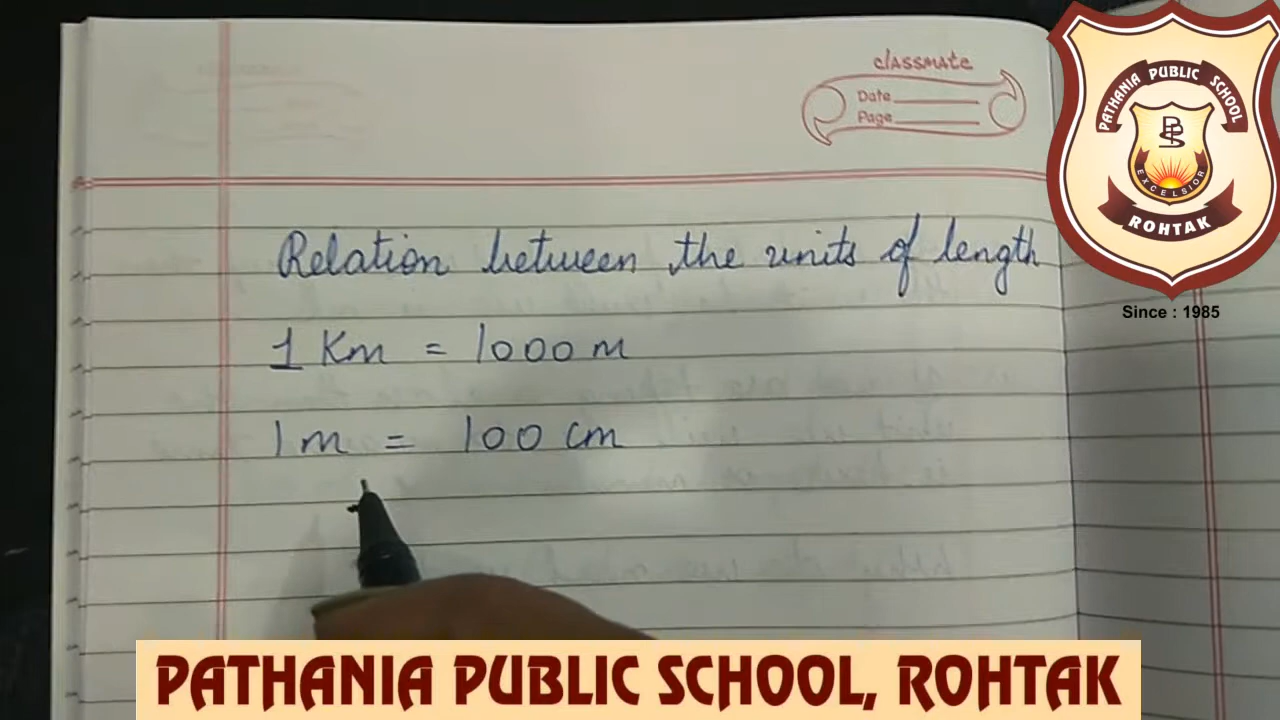 classmate
Date
Page
PATHANIA PUBLIC SCHOOL
PPS
EXCELSIOR
ROHTAK
Since : 1985
Relation between the units of length
1 Km = 1000 m
1 m = 100 cm
PATHANIA PUBLIC SCHOOL, ROHTAK